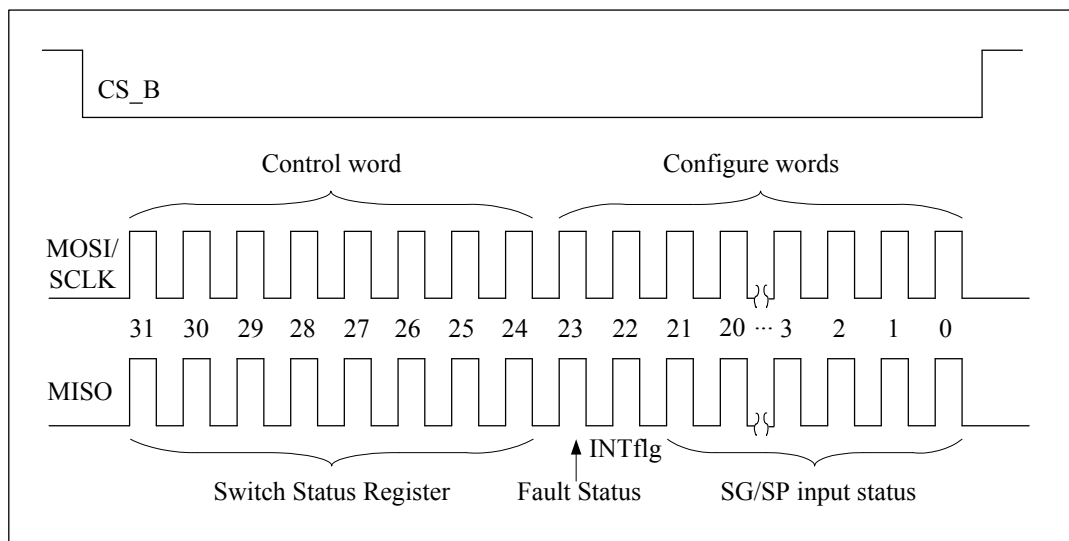 CS_B
Control word Configure words
MOSI/
SCLK
31 30 29 28 27 26 25 24 23 22 21 20 ··· 3 2 1 0
MISO
INTflg
Switch Status Register Fault Status SG/SP input status